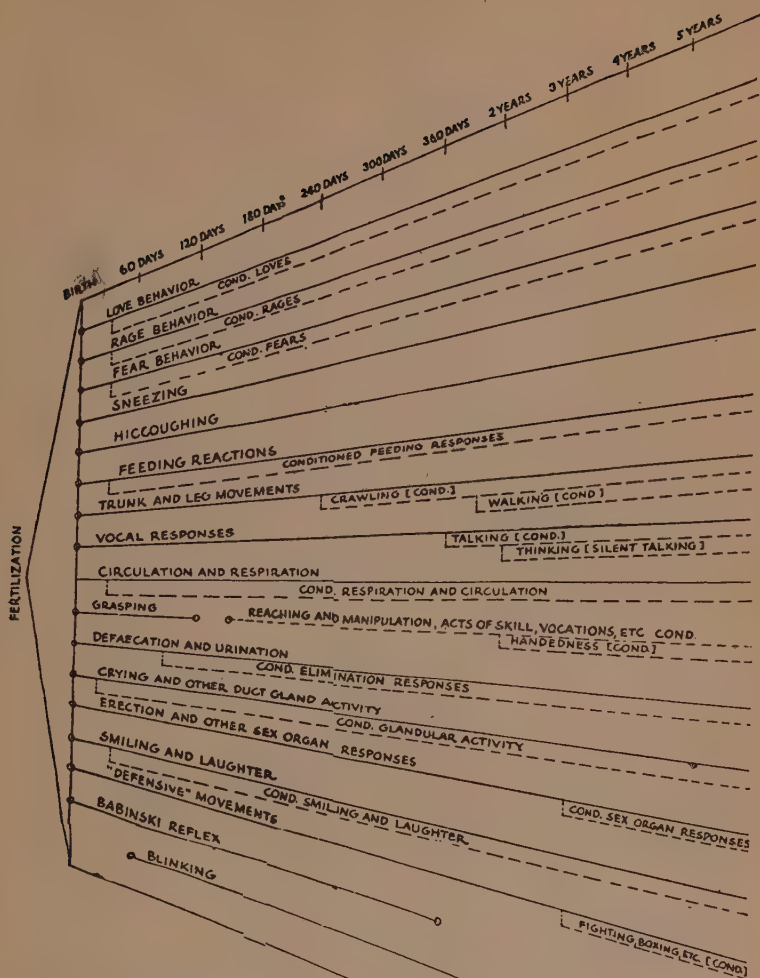 BIRTH
60 DAYS
120 DAYS
180 DAYS
240 DAYS
300 DAYS
360 DAYS
2 YEARS
3 YEARS
4 YEARS
5 YEARS
FERTILIZATION
LOVE BEHAVIOR
COND. LOVES
RAGE BEHAVIOR
COND. RAGES
FEAR BEHAVIOR
COND. FEARS
SNEEZING
HICCOUGHING
FEEDING REACTIONS
CONDITIONED FEEDING RESPONSES
TRUNK AND LEG MOVEMENTS
CRAWLING [COND.]
WALKING [COND]
VOCAL RESPONSES
TALKING [COND.]
THINKING [SILENT TALKING]
CIRCULATION AND RESPIRATION
COND. RESPIRATION AND CIRCULATION
GRASPING
REACHING AND MANIPULATION, ACTS OF SKILL, VOCATIONS, ETC COND.
HANDEDNESS [COND.]
DEFAECATION AND URINATION
COND. ELIMINATION RESPONSES
CRYING AND OTHER DUCT GLAND ACTIVITY
COND. GLANDULAR ACTIVITY
ERECTION AND OTHER SEX ORGAN RESPONSES
COND. SEX ORGAN RESPONSES
SMILING AND LAUGHTER
COND. SMILING AND LAUGHTER
"DEFENSIVE" MOVEMENTS
FIGHTING, BOXING, ETC. [COND.]
BABINSKI REFLEX
BLINKING